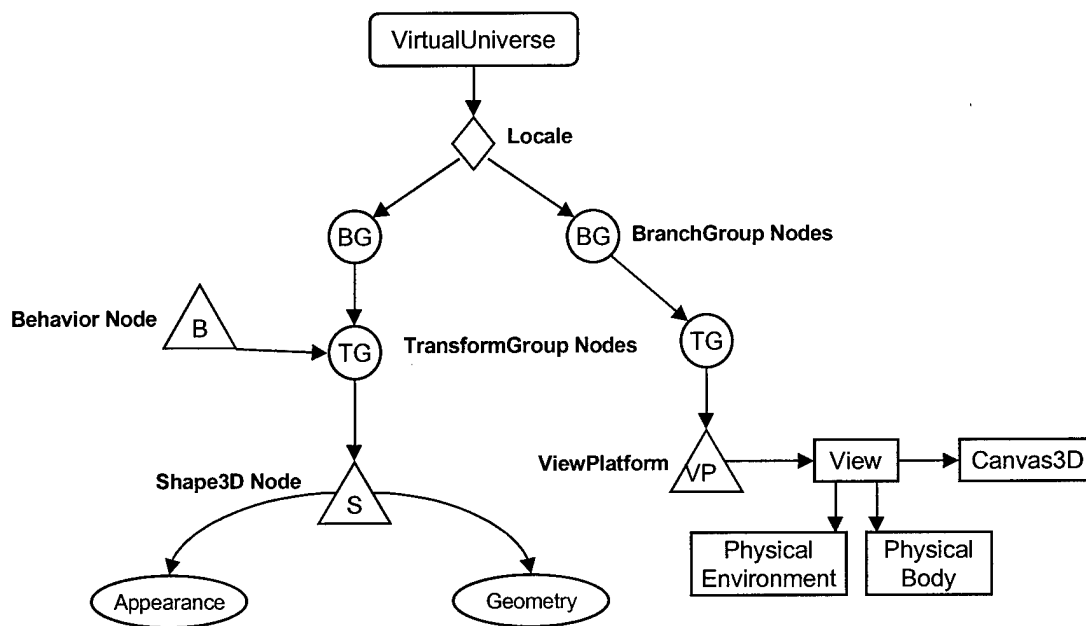 VirtualUniverse
Locale
BG
BG
BranchGroup Nodes
Behavior Node
B
TG
TransformGroup Nodes
TG
ViewPlatform
VP
View
Canvas3D
Shape3D Node
S
Physical
Environment
Physical
Body
Appearance
Geometry